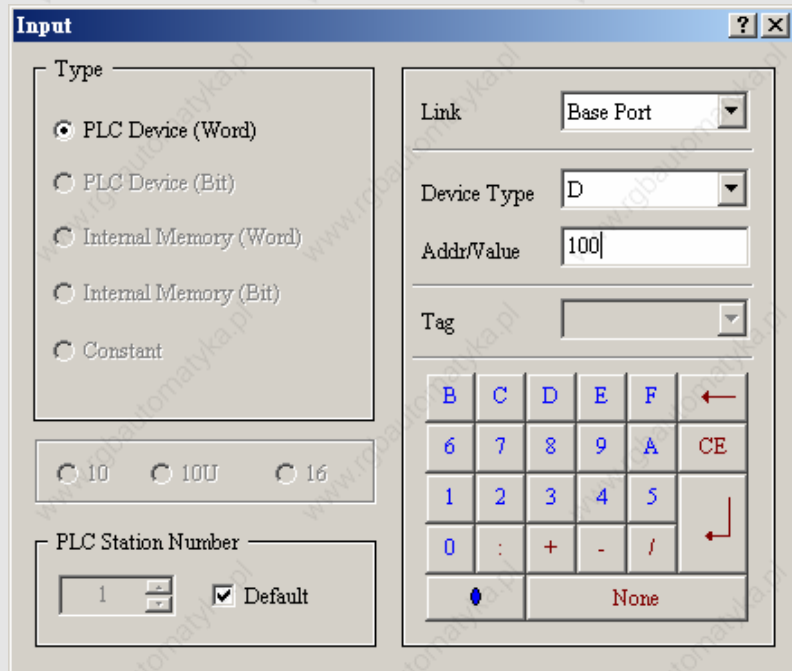 Input
Type
PLC Device (Word)
PLC Device (Bit)
Internal Memory (Word)
Internal Memory (Bit)
Constant
10 10U 16
PLC Station Number
1 Default
Link Base Port
Device Type D
Addr/Value 100
Tag
B C D E F ←
6 7 8 9 A CE
1 2 3 4 5
0 : + - /
None
www.rgbautomatyka.pl